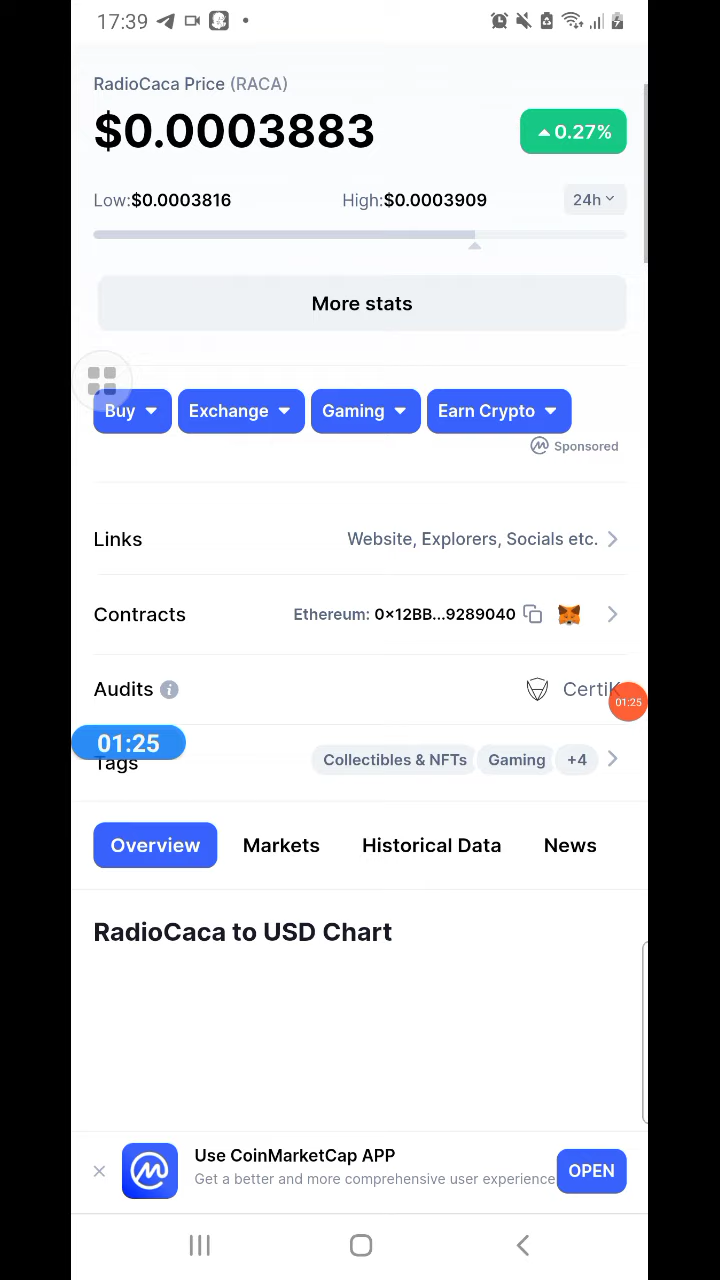 17:39
RadioCaca Price (RACA)
$0.0003883
0.27%
Low:$0.0003816 High:$0.0003909 24h
More stats
Buy Exchange Gaming Earn Crypto
Sponsored
Links Website, Explorers, Socials etc.
Contracts Ethereum: 0×12BB...9289040
Audits CertiK
01:25
01:25
Tags Collectibles & NFTs Gaming +4
Overview Markets Historical Data News
RadioCaca to USD Chart
Use CoinMarketCap APP
Get a better and more comprehensive user experience
OPEN